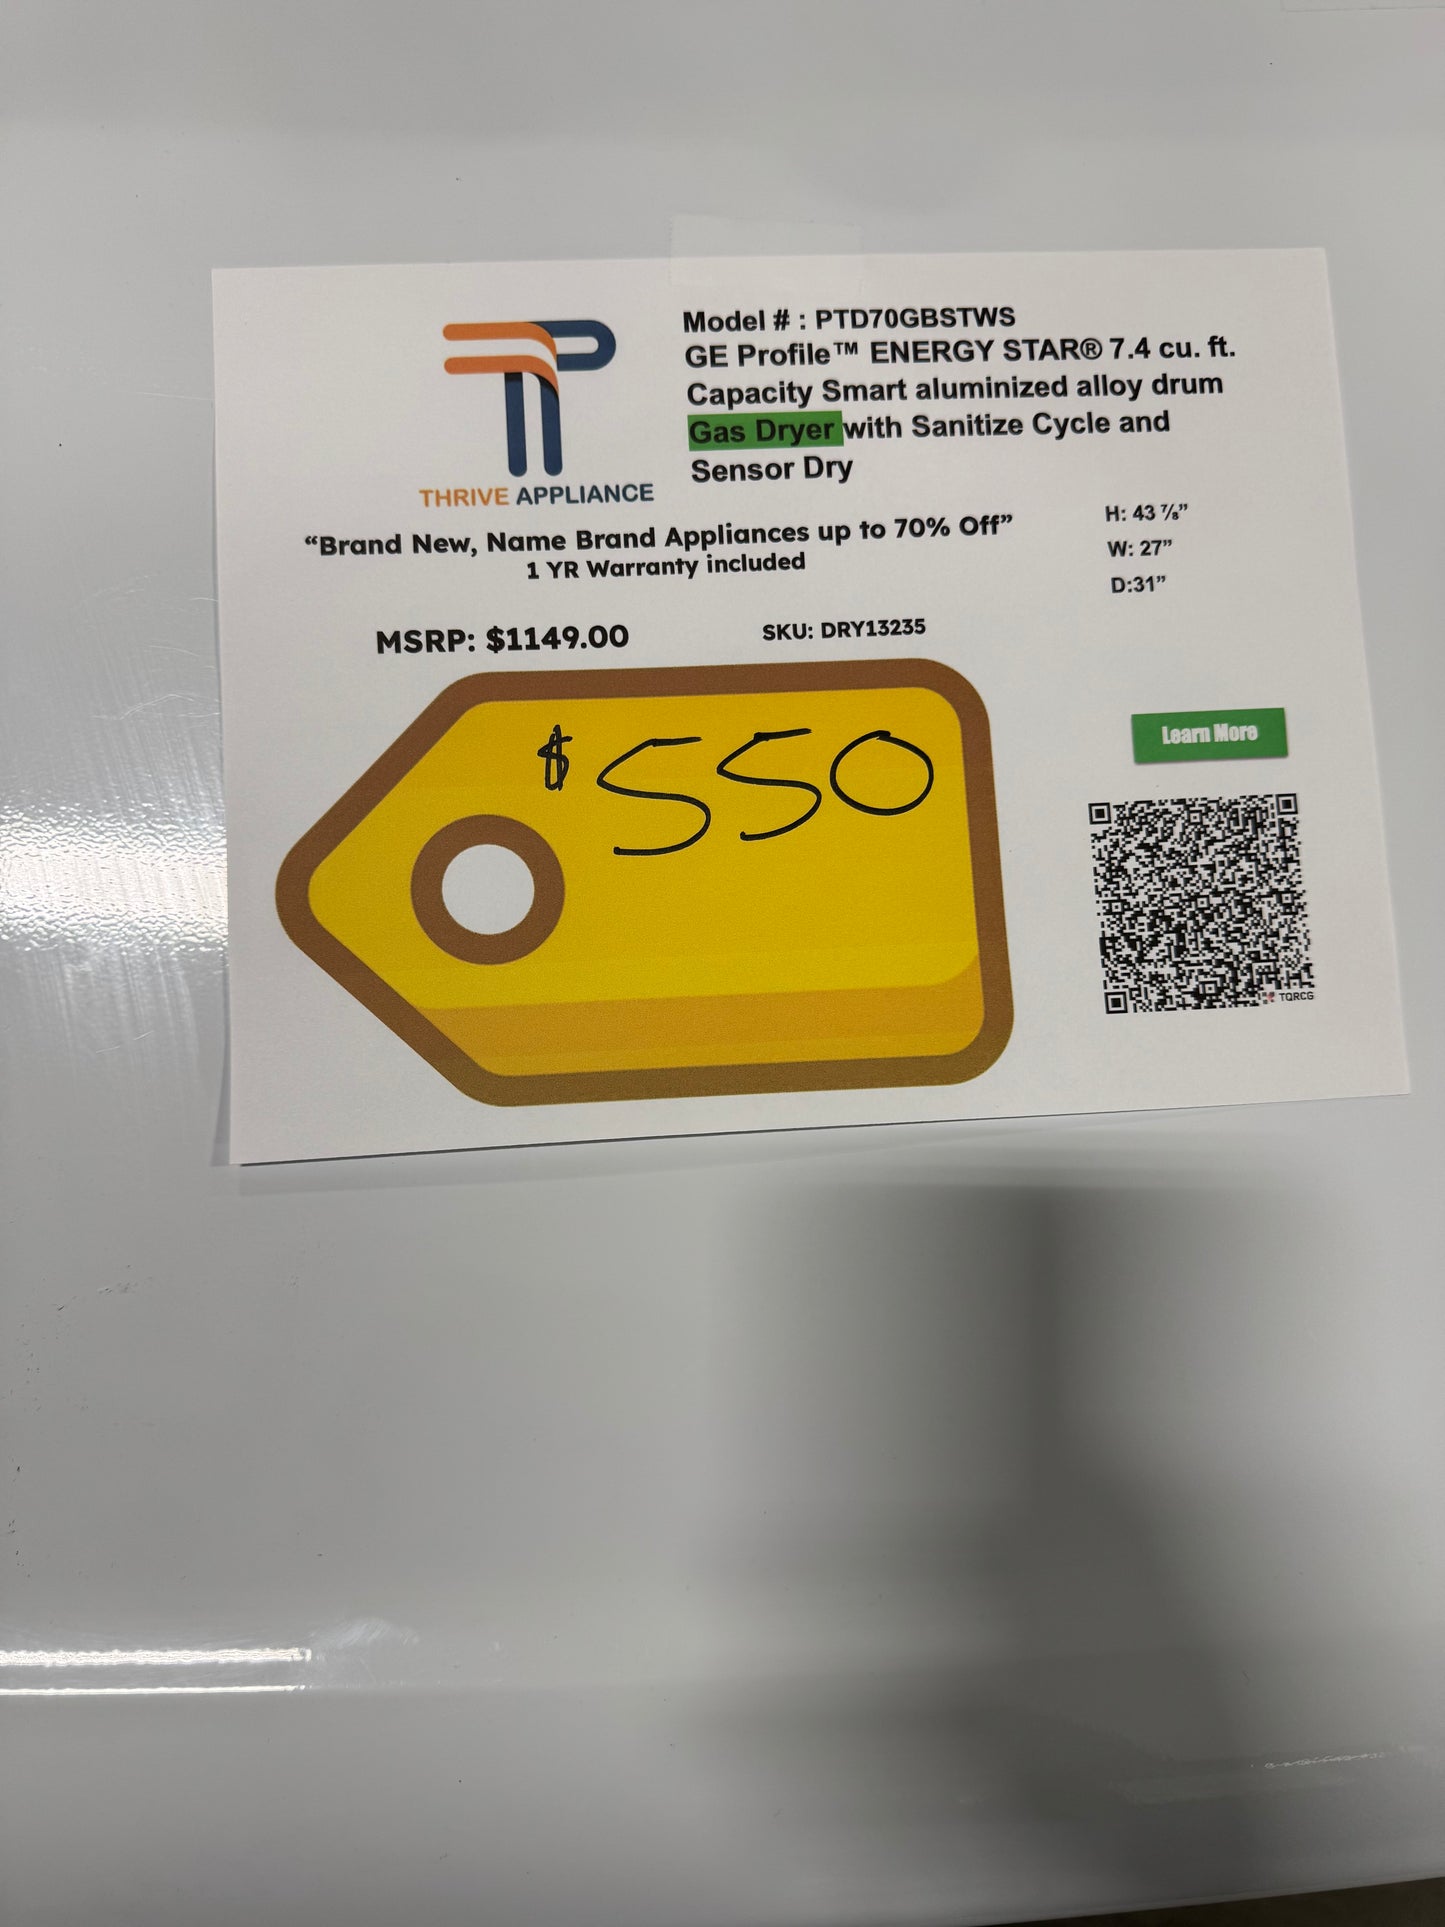 Model # : PTD70GBSTWS
GE Profile™ ENERGY STAR® 7.4 cu. ft.
Capacity Smart aluminized alloy drum
Gas Dryer with Sanitize Cycle and
Sensor Dry
THRIVE APPLIANCE
“Brand New, Name Brand Appliances up to 70% Off”
1 YR Warranty included
H: 43 ⅞”
W: 27”
D:31”
MSRP: $1149.00
SKU: DRY13235
$550
Learn More
TQRCG